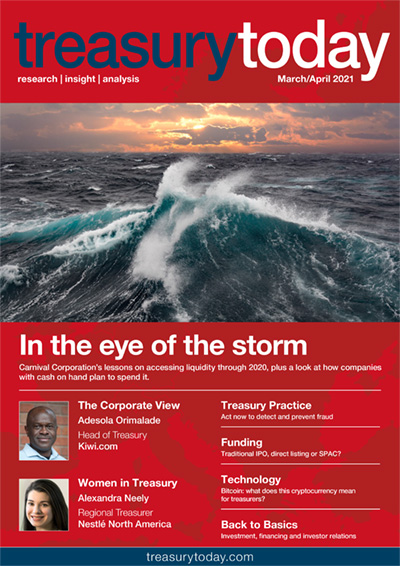 treasurytoday
research | insight | analysis
March/April 2021
In the eye of the storm
Carnival Corporation's lessons on accessing liquidity through 2020, plus a look at how companies
with cash on hand plan to spend it.
The Corporate View
Adesola Orimalade
Head of Treasury
Kiwi.com
Women in Treasury
Alexandra Neely
Regional Treasurer
Nestlé North America
Treasury Practice
Act now to detect and prevent fraud
Funding
Traditional IPO, direct listing or SPAC?
Technology
Bitcoin: what does this cryptocurrency mean
for treasurers?
Back to Basics
Investment, financing and investor relations
treasurytoday.com